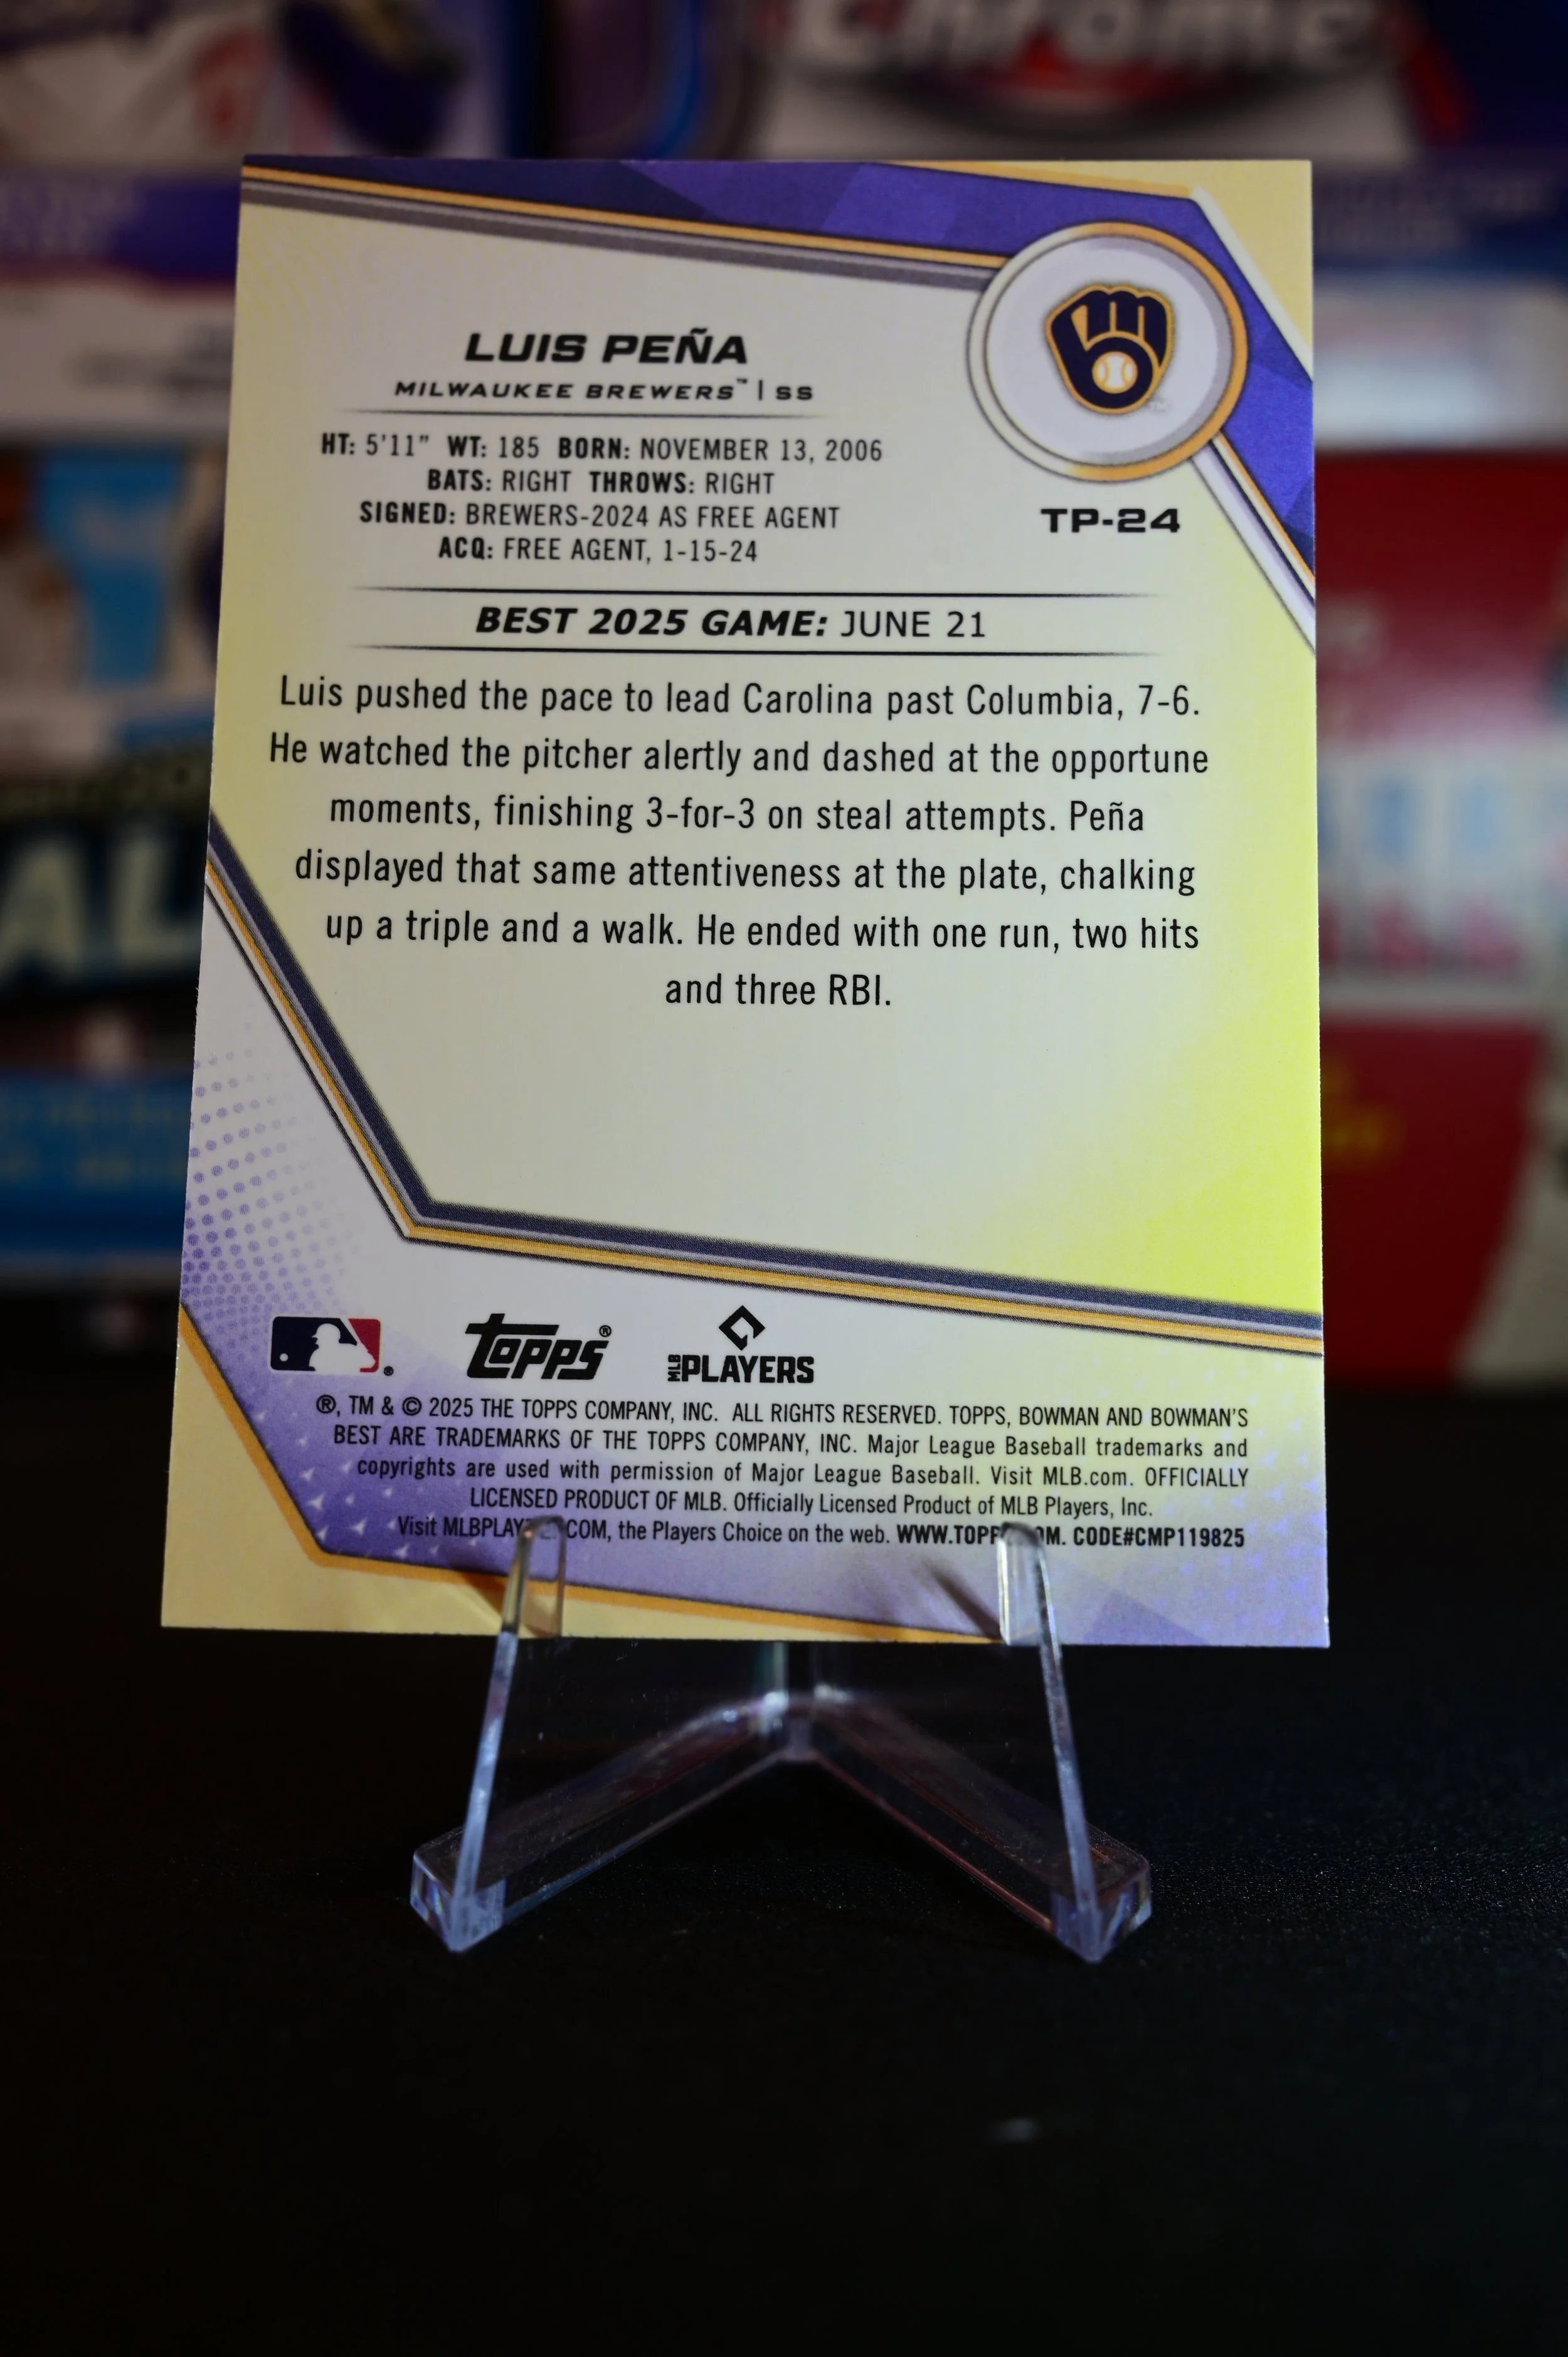 Chrome
LUIS PEÑA
MILWAUKEE BREWERS™ | SS
HT: 5'11" WT: 185 BORN: NOVEMBER 13, 2006
BATS: RIGHT THROWS: RIGHT
SIGNED: BREWERS-2024 AS FREE AGENT
ACQ: FREE AGENT, 1-15-24
TP-24
BEST 2025 GAME: JUNE 21
Luis pushed the pace to lead Carolina past Columbia, 7-6.
He watched the pitcher alertly and dashed at the opportune
moments, finishing 3-for-3 on steal attempts. Peña
displayed that same attentiveness at the plate, chalking
up a triple and a walk. He ended with one run, two hits
and three RBI.
topps®
MLB PLAYERS
®, TM & © 2025 THE TOPPS COMPANY, INC. ALL RIGHTS RESERVED. TOPPS, BOWMAN AND BOWMAN'S
BEST ARE TRADEMARKS OF THE TOPPS COMPANY, INC. Major League Baseball trademarks and
copyrights are used with permission of Major League Baseball. Visit MLB.com. OFFICIALLY
LICENSED PRODUCT OF MLB. Officially Licensed Product of MLB Players, Inc.
Visit the Players Choice on the web. CODE#CMP119825